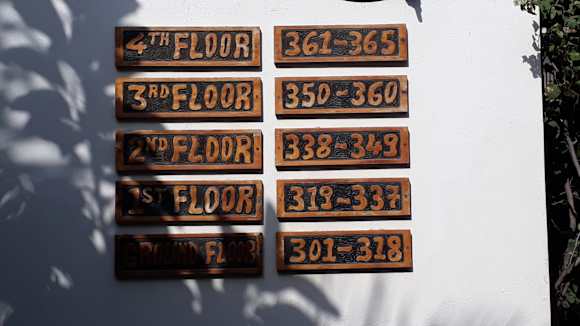 4TH FLOOR 361-365
3RD FLOOR 350-360
2ND FLOOR 338-349
1ST FLOOR 319-337
GROUND FLOOR 301-318